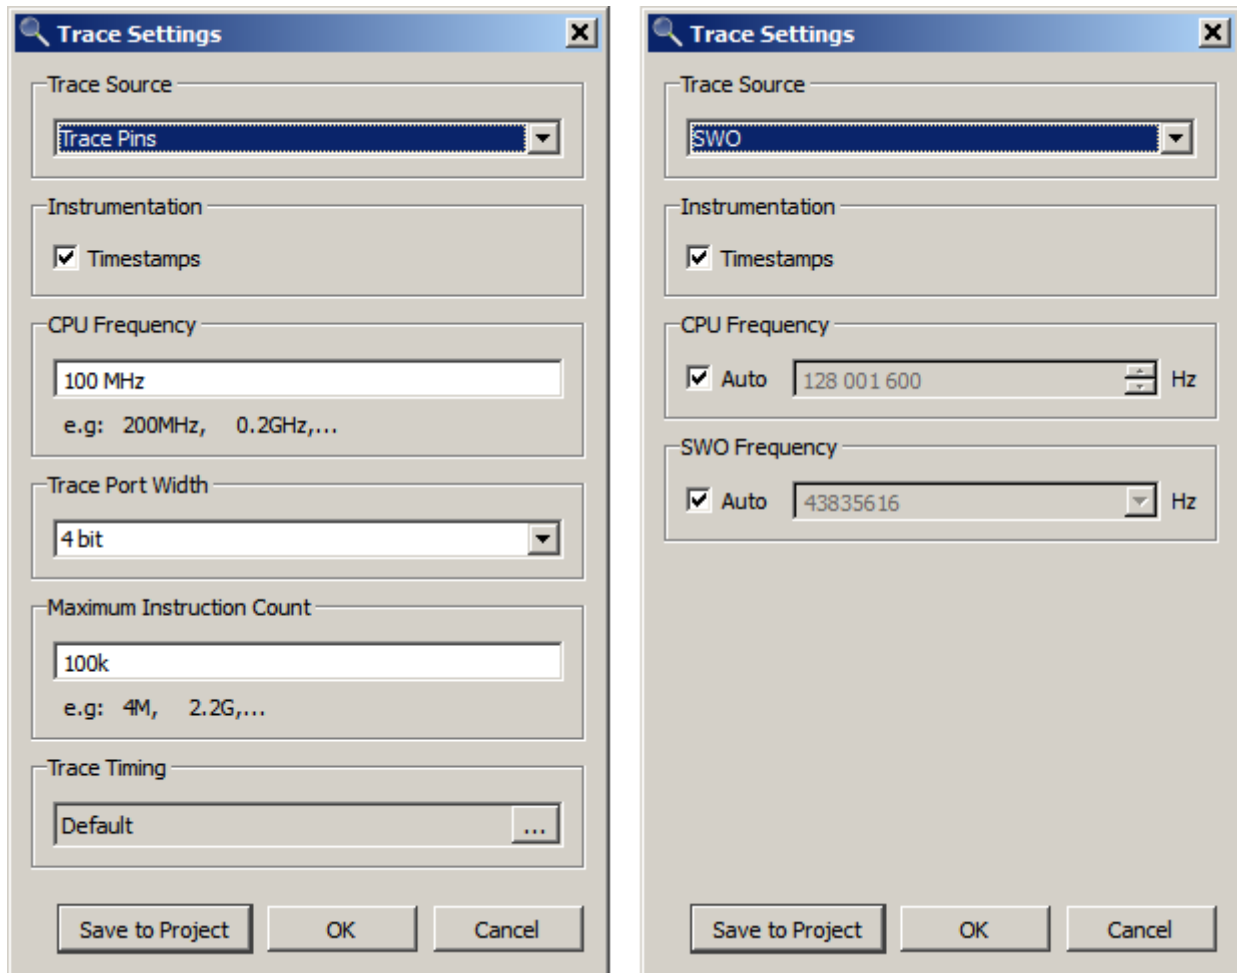 Trace Settings
Trace Source
Trace Pins
Instrumentation
Timestamps
CPU Frequency
100 MHz
e.g: 200MHz, 0.2GHz,...
Trace Port Width
4 bit
Maximum Instruction Count
100k
e.g: 4M, 2.2G,...
Trace Timing
Default
...
Save to Project OK Cancel
Trace Settings
Trace Source
SWO
Instrumentation
Timestamps
CPU Frequency
Auto 128 001 600 Hz
SWO Frequency
Auto 43835616 Hz
Save to Project OK Cancel